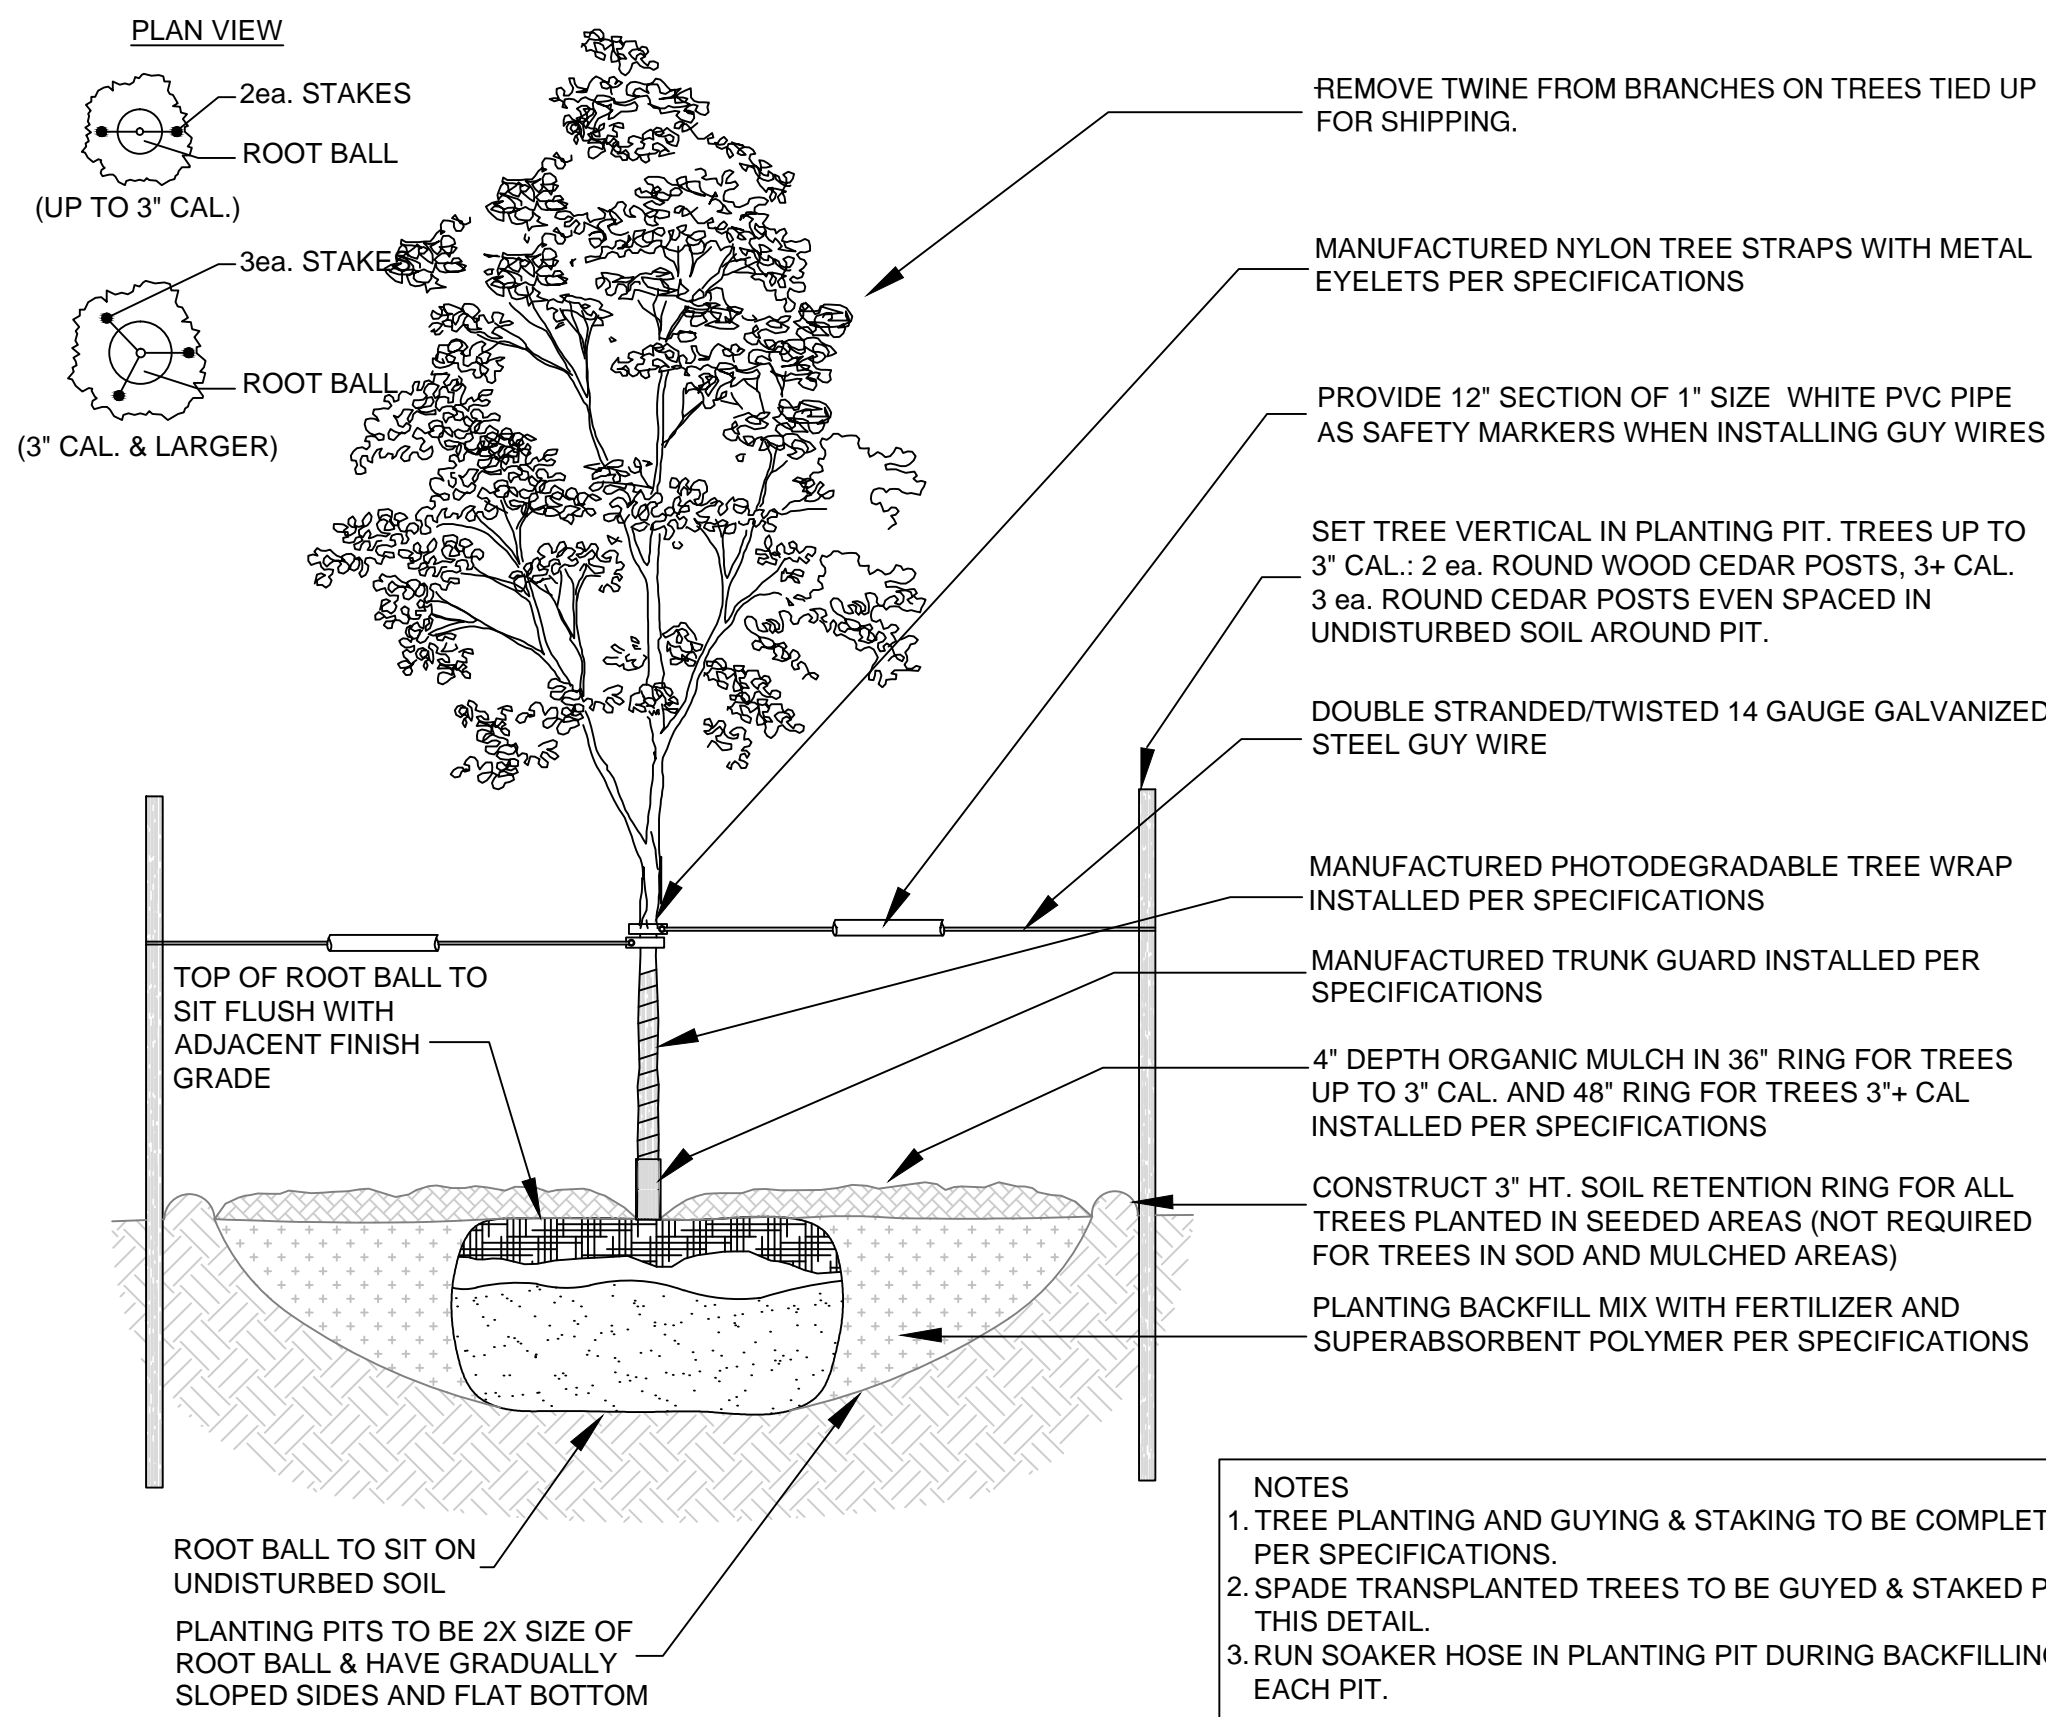 PLAN VIEW
2ea. STAKES
ROOT BALL
(UP TO 3" CAL.)
3ea. STAKES
ROOT BALL
(3" CAL. & LARGER)
REMOVE TWINE FROM BRANCHES ON TREES TIED UP
FOR SHIPPING.
MANUFACTURED NYLON TREE STRAPS WITH METAL
EYELETS PER SPECIFICATIONS
PROVIDE 12" SECTION OF 1" SIZE WHITE PVC PIPE
AS SAFETY MARKERS WHEN INSTALLING GUY WIRES
SET TREE VERTICAL IN PLANTING PIT. TREES UP TO
3" CAL.: 2 ea. ROUND WOOD CEDAR POSTS, 3+ CAL.
3 ea. ROUND CEDAR POSTS EVEN SPACED IN
UNDISTURBED SOIL AROUND PIT.
DOUBLE STRANDED/TWISTED 14 GAUGE GALVANIZED
STEEL GUY WIRE
MANUFACTURED PHOTODEGRADABLE TREE WRAP
INSTALLED PER SPECIFICATIONS
MANUFACTURED TRUNK GUARD INSTALLED PER
SPECIFICATIONS
4" DEPTH ORGANIC MULCH IN 36" RING FOR TREES
UP TO 3" CAL. AND 48" RING FOR TREES 3"+ CAL
INSTALLED PER SPECIFICATIONS
CONSTRUCT 3" HT. SOIL RETENTION RING FOR ALL
TREES PLANTED IN SEEDED AREAS (NOT REQUIRED
FOR TREES IN SOD AND MULCHED AREAS)
PLANTING BACKFILL MIX WITH FERTILIZER AND
SUPERABSORBENT POLYMER PER SPECIFICATIONS
TOP OF ROOT BALL TO
SIT FLUSH WITH
ADJACENT FINISH
GRADE
ROOT BALL TO SIT ON
UNDISTURBED SOIL
PLANTING PITS TO BE 2X SIZE OF
ROOT BALL & HAVE GRADUALLY
SLOPED SIDES AND FLAT BOTTOM
NOTES
1. TREE PLANTING AND GUYING & STAKING TO BE COMPLET
PER SPECIFICATIONS.
2. SPADE TRANSPLANTED TREES TO BE GUYED & STAKED P
THIS DETAIL.
3. RUN SOAKER HOSE IN PLANTING PIT DURING BACKFILLING
EACH PIT.